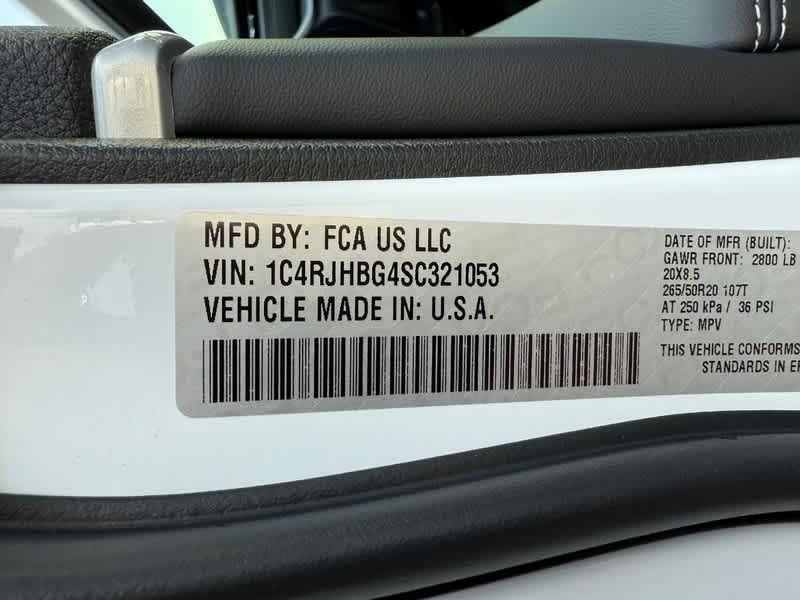 MFD BY: FCA US LLC
VIN: 1C4RJHBG4SC321053
VEHICLE MADE IN: U.S.A.
DATE OF MFR (BUILT):
GAWR FRONT: 2800 LB
20X8.5
265/50R20 107T
AT 250 kPa / 36 PSI
TYPE: MPV
THIS VEHICLE CONFORMS
STANDARDS IN